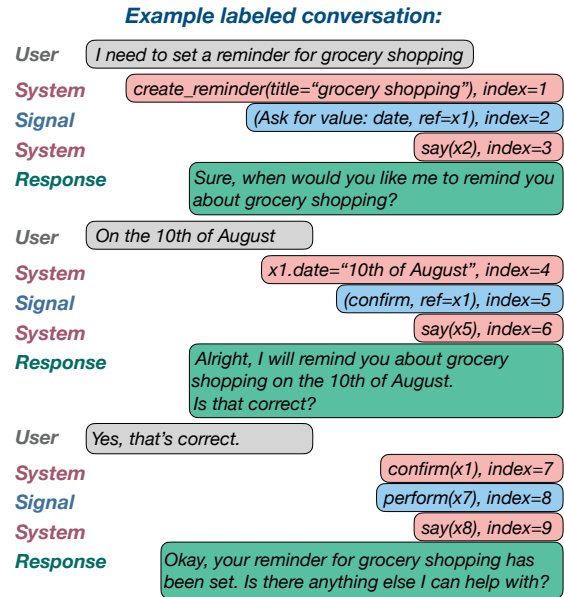 Example labeled conversation:
User I need to set a reminder for grocery shopping
System create_reminder(title=“grocery shopping”), index=1
Signal (Ask for value: date, ref=x1), index=2
System say(x2), index=3
Response Sure, when would you like me to remind you
about grocery shopping?
User On the 10th of August
System x1.date=“10th of August”, index=4
Signal (confirm, ref=x1), index=5
System say(x5), index=6
Response Alright, I will remind you about grocery
shopping on the 10th of August.
Is that correct?
User Yes, that’s correct.
System confirm(x1), index=7
Signal perform(x7), index=8
System say(x8), index=9
Response Okay, your reminder for grocery shopping has
been set. Is there anything else I can help with?